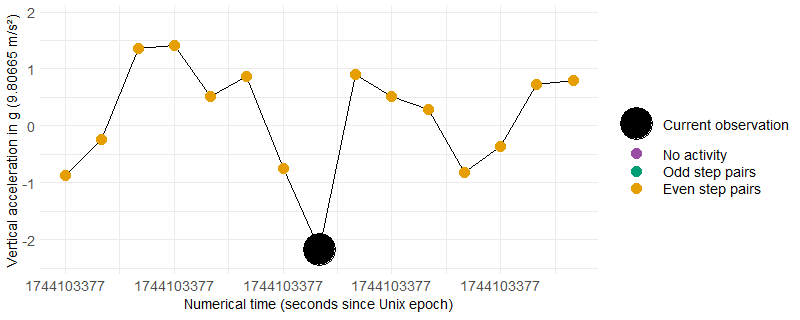 Vertical acceleration in g (9.80665 m/s²)
2
1
0
-1
-2
1744103377 1744103377 1744103377 1744103377 1744103377
Numerical time (seconds since Unix epoch)
Current observation
No activity
Odd step pairs
Even step pairs